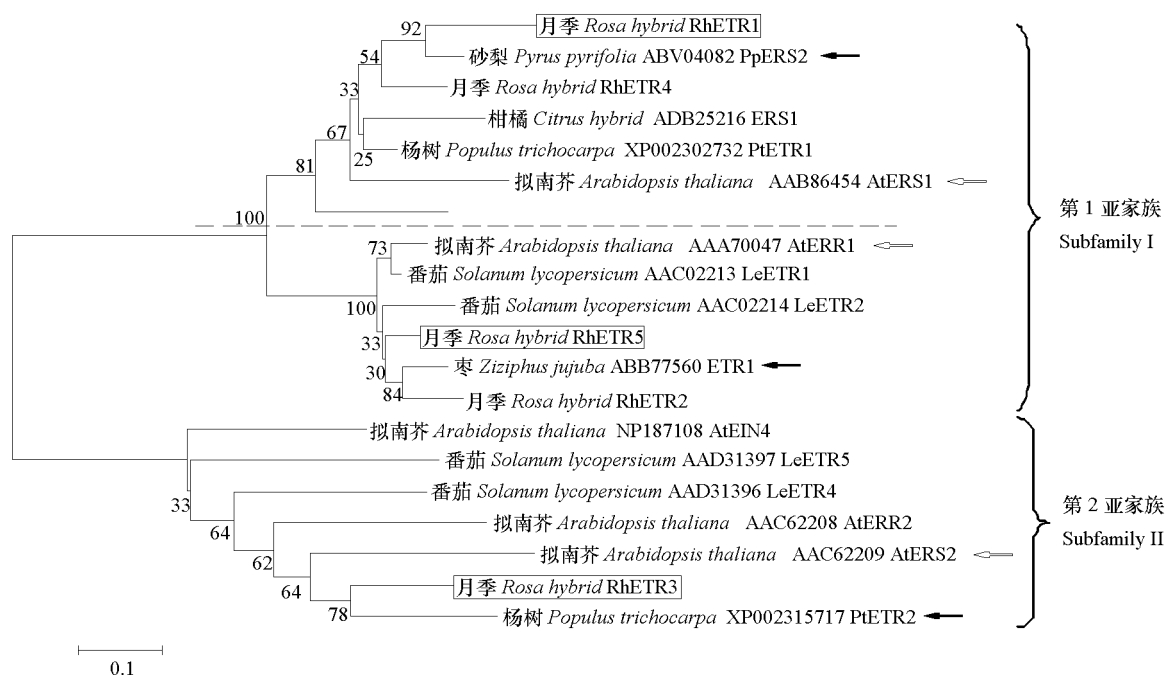 92
月季 Rosa hybrid RhETR1
砂梨 Pyrus pyrifolia ABV04082 PpERS2
54
月季 Rosa hybrid RhETR4
33
柑橘 Citrus hybrid ADB25216 ERS1
67
杨树 Populus trichocarpa XP002302732 PtETR1
25
81
拟南芥 Arabidopsis thaliana AAB86454 AtERS1
第 1 亚家族
Subfamily I
100
73
拟南芥 Arabidopsis thaliana AAA70047 AtERR1
番茄 Solanum lycopersicum AAC02213 LeETR1
100
番茄 Solanum lycopersicum AAC02214 LeETR2
33
月季 Rosa hybrid RhETR5
30
枣 Ziziphus jujuba ABB77560 ETR1
84
月季 Rosa hybrid RhETR2
拟南芥 Arabidopsis thaliana NP187108 AtEIN4
番茄 Solanum lycopersicum AAD31397 LeETR5
33
番茄 Solanum lycopersicum AAD31396 LeETR4
第 2 亚家族
Subfamily II
64
拟南芥 Arabidopsis thaliana AAC62208 AtERR2
62
拟南芥 Arabidopsis thaliana AAC62209 AtERS2
64
月季 Rosa hybrid RhETR3
78
杨树 Populus trichocarpa XP002315717 PtETR2
0.1